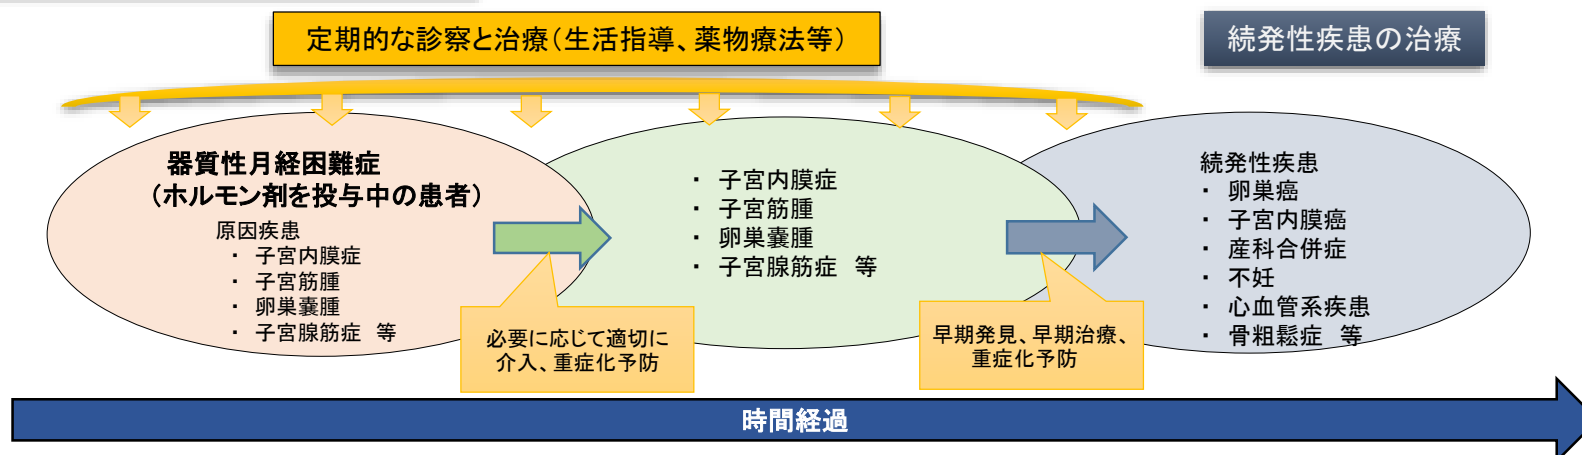 定期的な診察と治療（生活指導、薬物療法等）
続発性疾患の治療
器質性月経困難症
（ホルモン剤を投与中の患者）
原因疾患
・ 子宮内膜症
・ 子宮筋腫
・ 卵巣嚢腫
・ 子宮腺筋症 等
・ 子宮内膜症
・ 子宮筋腫
・ 卵巣嚢腫
・ 子宮腺筋症 等
続発性疾患
・ 卵巣癌
・ 子宮内膜癌
・ 産科合併症
・ 不妊
・ 心血管系疾患
・ 骨粗鬆症 等
必要に応じて適切に
介入、重症化予防
早期発見、早期治療、
重症化予防
時間経過